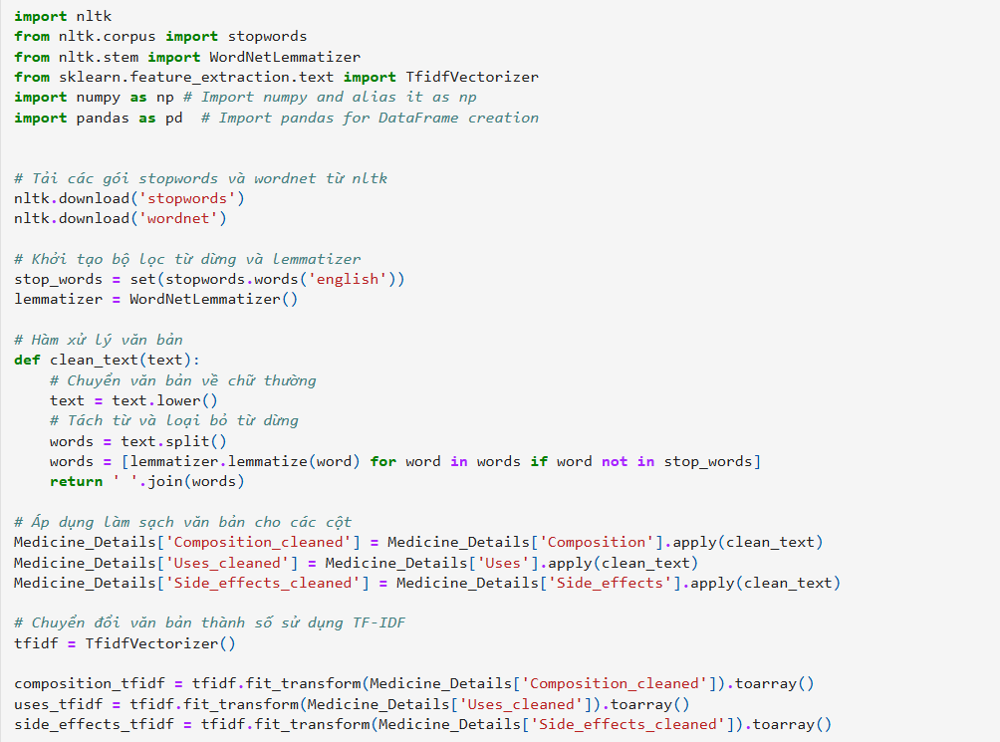 import nltk
from nltk.corpus import stopwords
from nltk.stem import WordNetLemmatizer
from sklearn.feature_extraction.text import TfidfVectorizer
import numpy as np # Import numpy and alias it as np
import pandas as pd  # Import pandas for DataFrame creation
# Tải các gói stopwords và wordnet từ nltk
nltk.download('stopwords')
nltk.download('wordnet')
# Khởi tạo bộ lọc từ dừng và lemmatizer
stop_words = set(stopwords.words('english'))
lemmatizer = WordNetLemmatizer()
# Hàm xử lý văn bản
def clean_text(text):
    # Chuyển văn bản về chữ thường
    text = text.lower()
    # Tách từ và loại bỏ từ dừng
    words = text.split()
    words = [lemmatizer.lemmatize(word) for word in words if word not in stop_words]
    return ' '.join(words)
# Áp dụng làm sạch văn bản cho các cột
Medicine_Details['Composition_cleaned'] = Medicine_Details['Composition'].apply(clean_text)
Medicine_Details['Uses_cleaned'] = Medicine_Details['Uses'].apply(clean_text)
Medicine_Details['Side_effects_cleaned'] = Medicine_Details['Side_effects'].apply(clean_text)
# Chuyển đổi văn bản thành số sử dụng TF-IDF
tfidf = TfidfVectorizer()
composition_tfidf = tfidf.fit_transform(Medicine_Details['Composition_cleaned']).toarray()
uses_tfidf = tfidf.fit_transform(Medicine_Details['Uses_cleaned']).toarray()
side_effects_tfidf = tfidf.fit_transform(Medicine_Details['Side_effects_cleaned']).toarray()